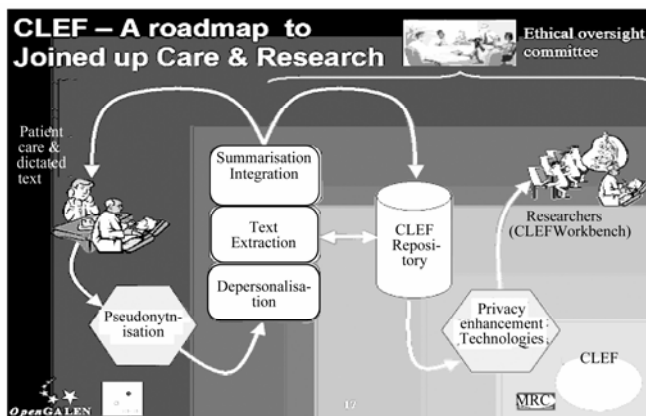 CLEF – A roadmap to
Joined up Care & Research
Ethical oversight
committee
Patient
care &
dictated
text
Summarisation
Integration
Text
Extraction
Depersonalisa-
tion
CLEF
Reposi-
tory
Researchers
(CLEFWorkbench)
Pseudonytn-
isation
Privacy
enhancement
Technologies
CLEF
OpenGALEN
17
MRC